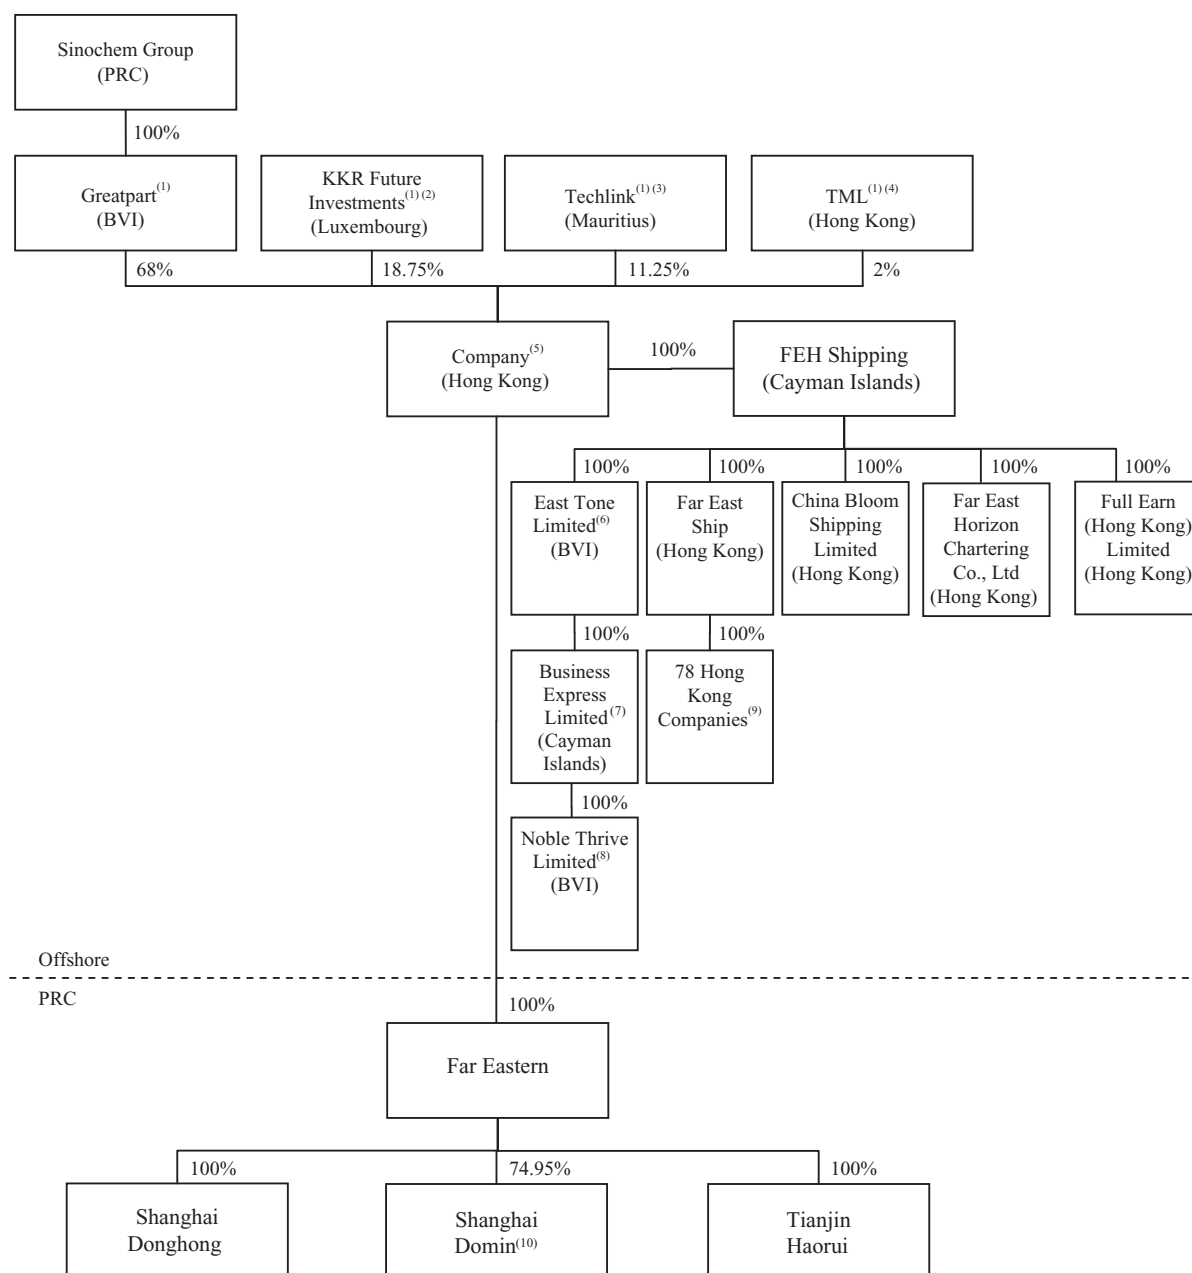 Sinochem Group
(PRC)
100%
Greatpart(1)
(BVI)
KKR Future
Investments(1) (2)
(Luxembourg)
Techlink(1) (3)
(Mauritius)
TML(1) (4)
(Hong Kong)
68%
18.75%
11.25%
2%
Company(5)
(Hong Kong)
100%
FEH Shipping
(Cayman Islands)
100%
100%
100%
100%
100%
East Tone
Limited(6)
(BVI)
Far East
Ship
(Hong Kong)
China Bloom
Shipping
Limited
(Hong Kong)
Far East
Horizon
Chartering
Co., Ltd
(Hong Kong)
Full Earn
(Hong Kong)
Limited
(Hong Kong)
100%
100%
Business
Express
Limited(7)
(Cayman
Islands)
78 Hong
Kong
Companies(9)
100%
Noble Thrive
Limited(8)
(BVI)
Offshore
PRC
100%
Far Eastern
100%
74.95%
100%
Shanghai
Donghong
Shanghai
Domin(10)
Tianjin
Haorui